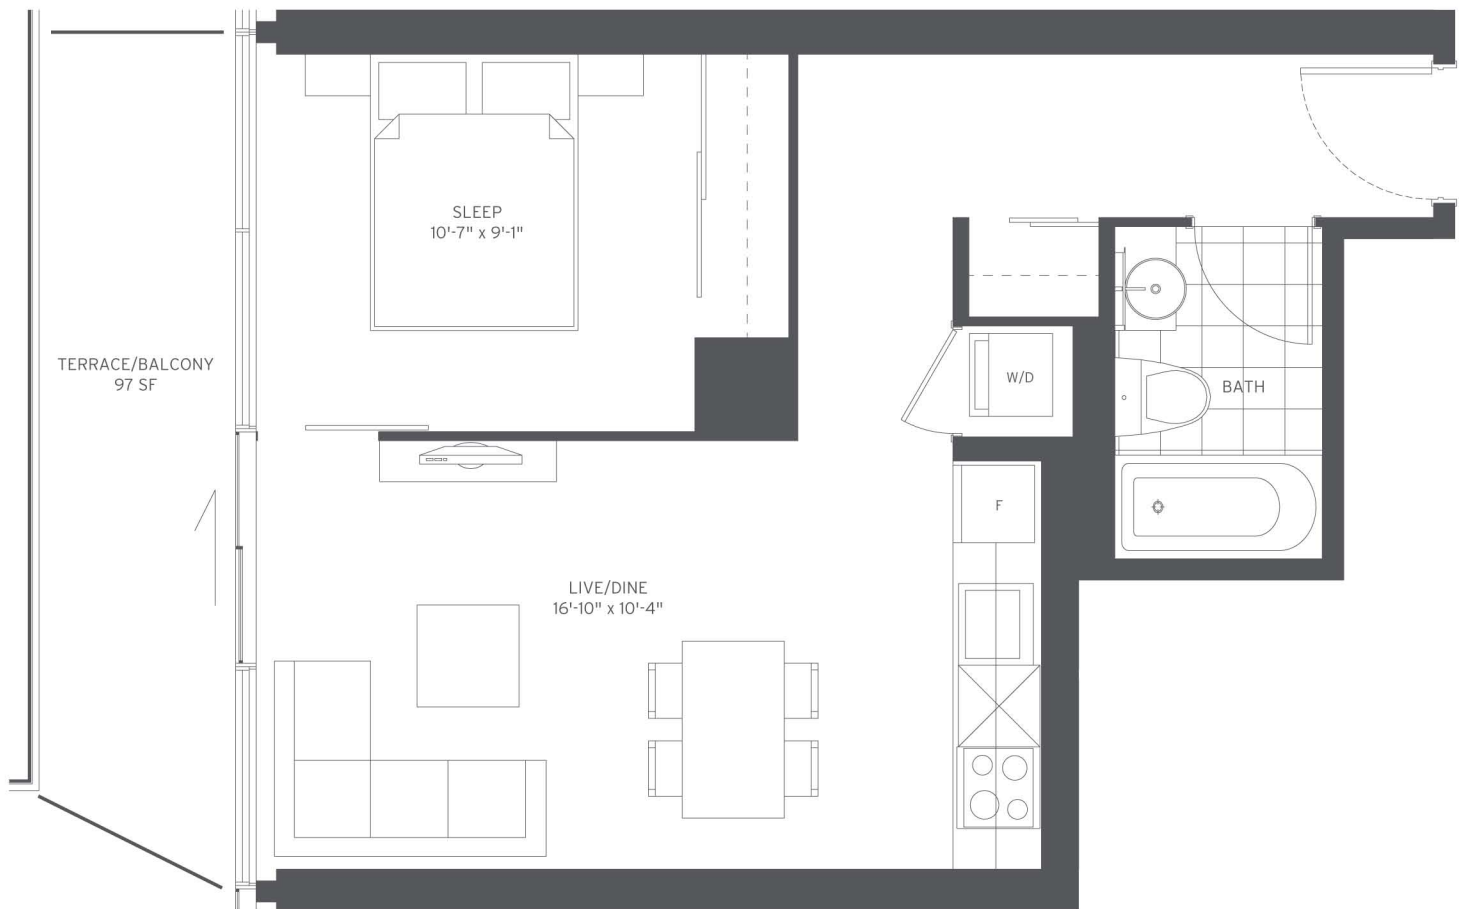 SLEEP
10'-7" x 9'-1"
TERRACE/BALCONY
97 SF
W/D
BATH
F
LIVE/DINE
16'-10" x 10'-4"